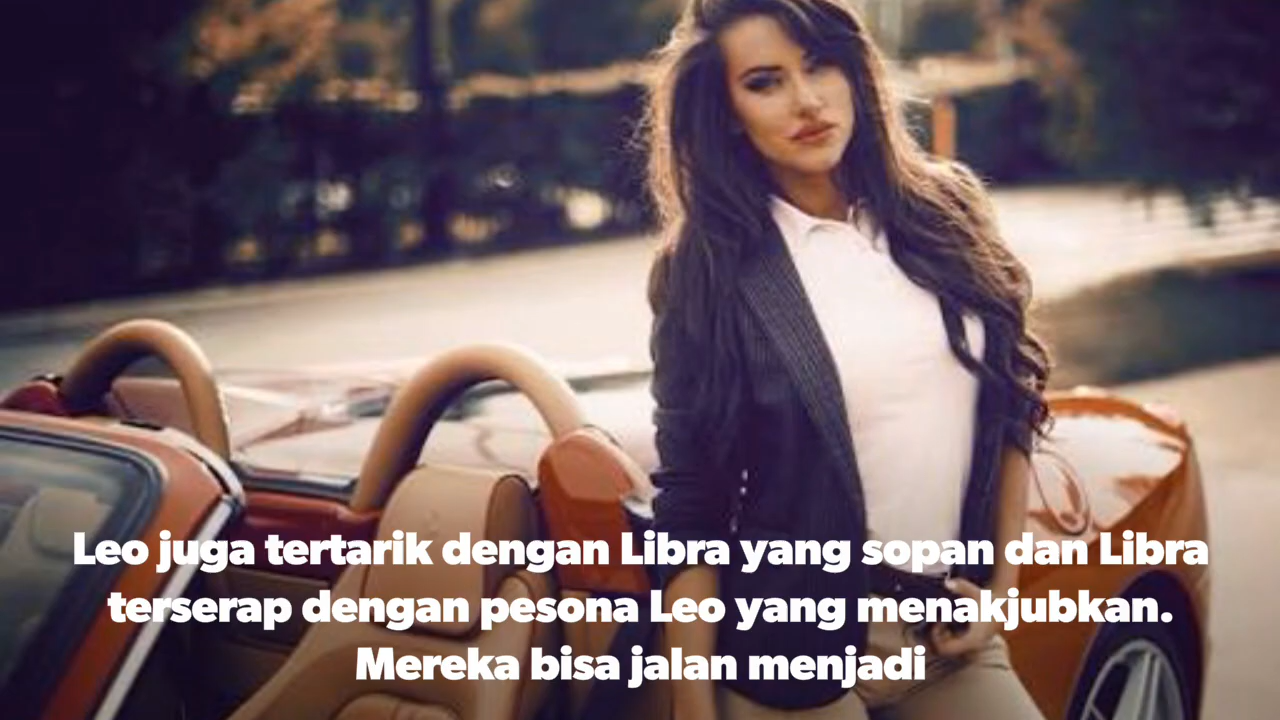 Leo juga tertarik dengan Libra yang sopan dan Libra
terserap dengan pesona Leo yang menakjubkan.
Mereka bisa jalan menjadi